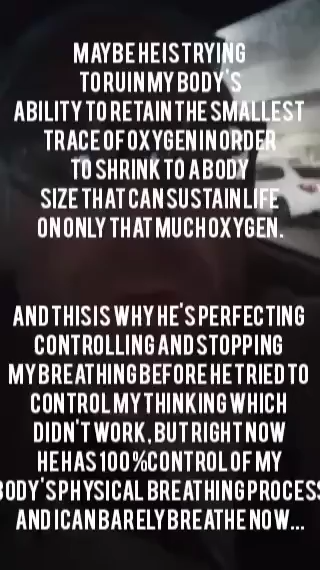 MAYBE HE IS TRYING
TO RUIN MY BODY'S
ABILITY TO RETAIN THE SMALLEST
TRACE OF OXYGEN IN ORDER
TO SHRINK TO A BODY
SIZE THAT CAN SUSTAIN LIFE
ON ONLY THAT MUCH OXYGEN.
AND THIS IS WHY HE'S PERFECTING
CONTROLLING AND STOPPING
MY BREATHING BEFORE HE TRIED TO
CONTROL MY THINKING WHICH
DIDN'T WORK, BUT RIGHT NOW
HE HAS 100% CONTROL OF MY
BODY'S PHYSICAL BREATHING PROCESS
AND I CAN BARELY BREATHE NOW...